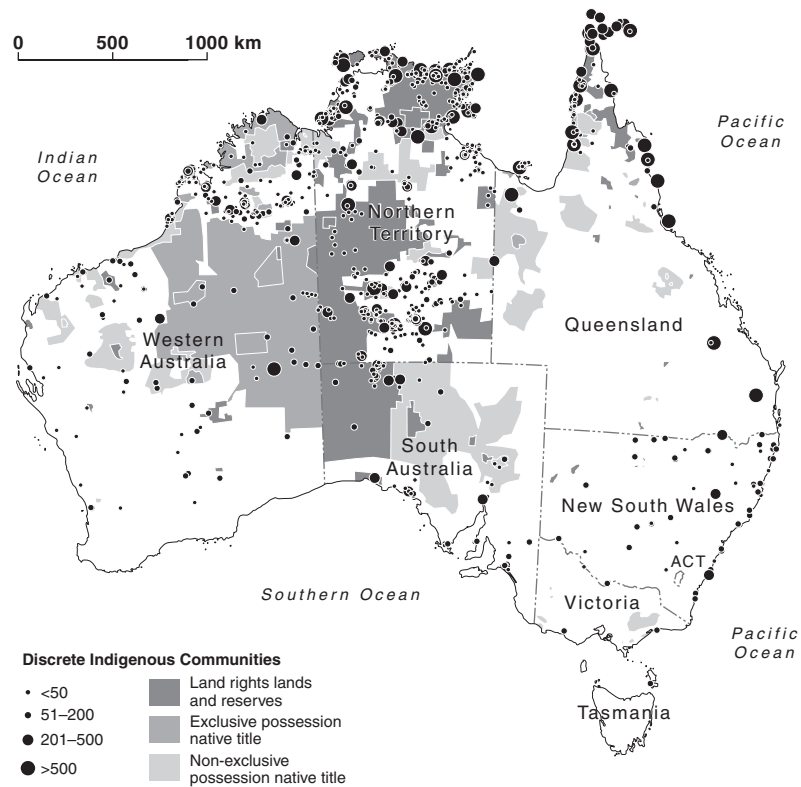 0 500 1000 km
Pacific
Ocean
Indian
Ocean
Northern
Territory
Queensland
Western
Australia
South
Australia
New South Wales
ACT
Southern Ocean
Victoria
Pacific
Ocean
Tasmania
Discrete Indigenous Communities
<50
51–200
201–500
>500
Land rights lands
and reserves
Exclusive possession
native title
Non-exclusive
possession native title